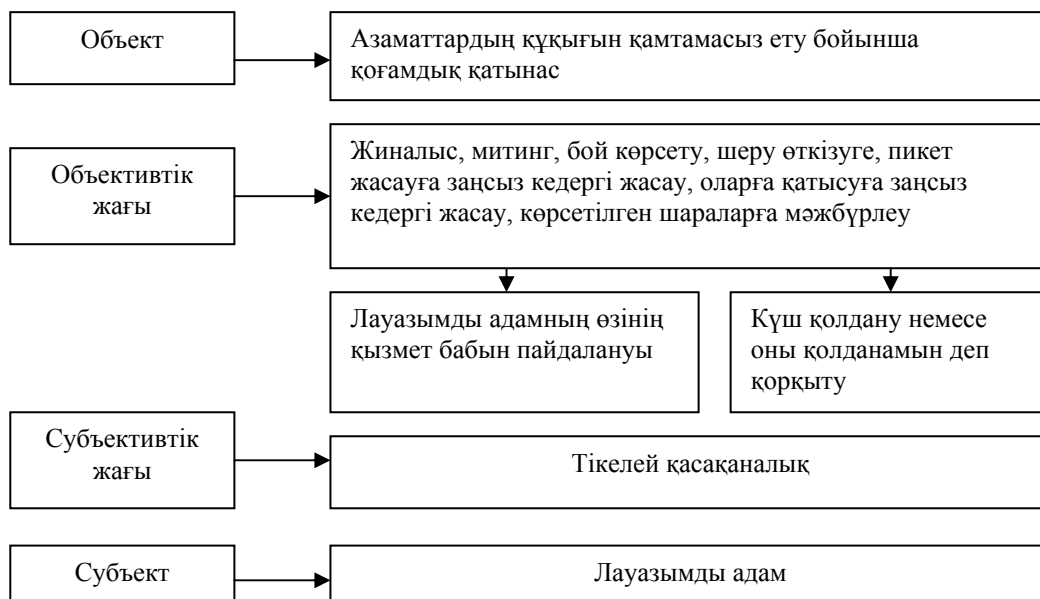 Объект
Азаматтардың құқығын қамтамасыз ету бойынша
қоғамдық қатынас
Объективтік
жағы
Жиналыс, митинг, бой көрсету, шеру өткізуге, пикет
жасауға заңсыз кедергі жасау, оларға қатысуға заңсыз
кедергі жасау, көрсетілген шараларға мәжбүрлеу
Лауазымды адамның өзінің
қызмет бабын пайдалануы
Күш қолдану немесе
оны қолданамын деп
қорқыту
Субъективтік
жағы
Тікелей қасақаналық
Субъект
Лауазымды адам